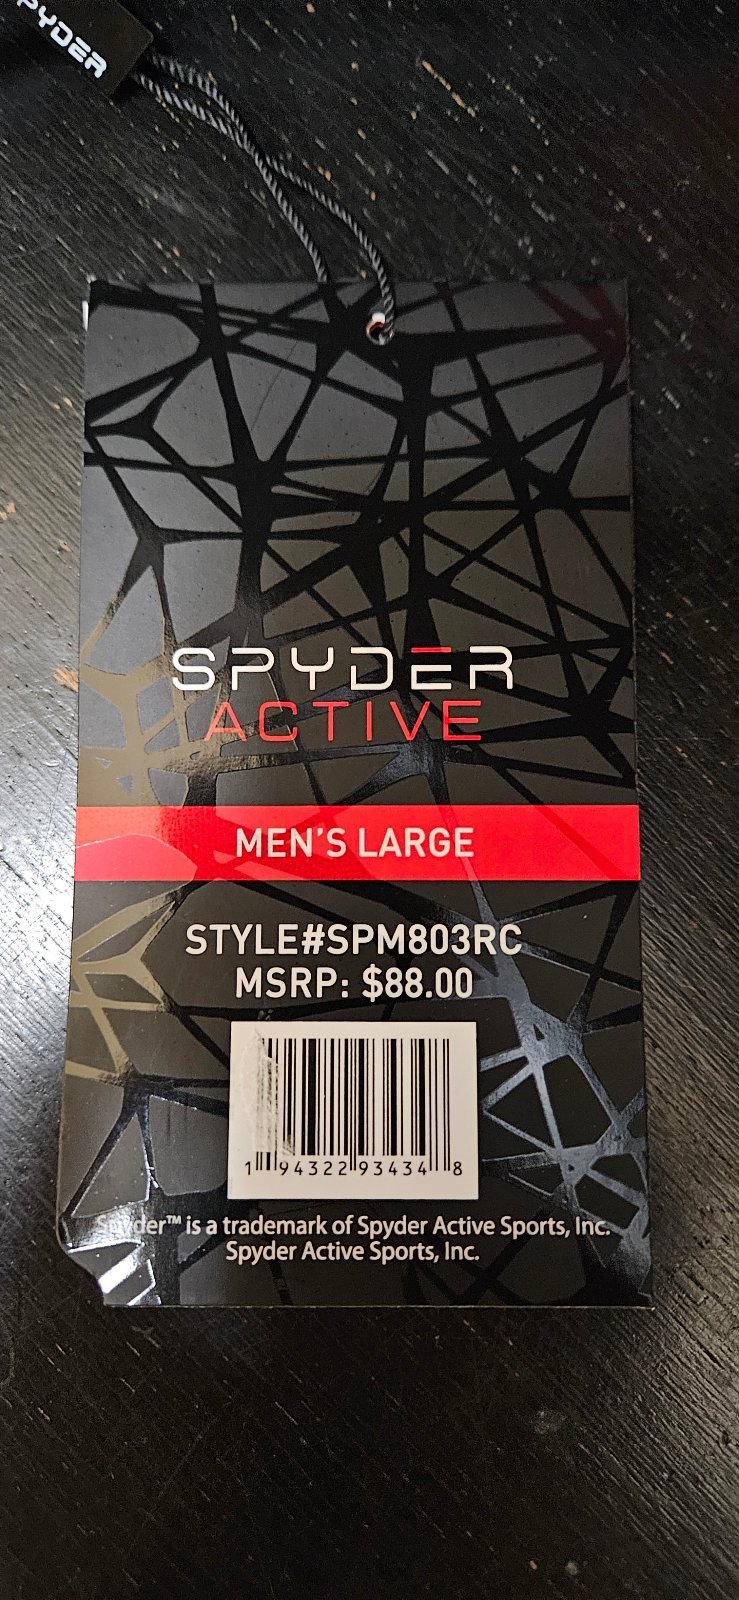 SPYDER
SPYDER
ACTIVE
MEN'S LARGE
STYLE#SPM803RC
MSRP: $88.00
1 94322 93434 8
Spyder™ is a trademark of Spyder Active Sports, Inc.
Spyder Active Sports, Inc.